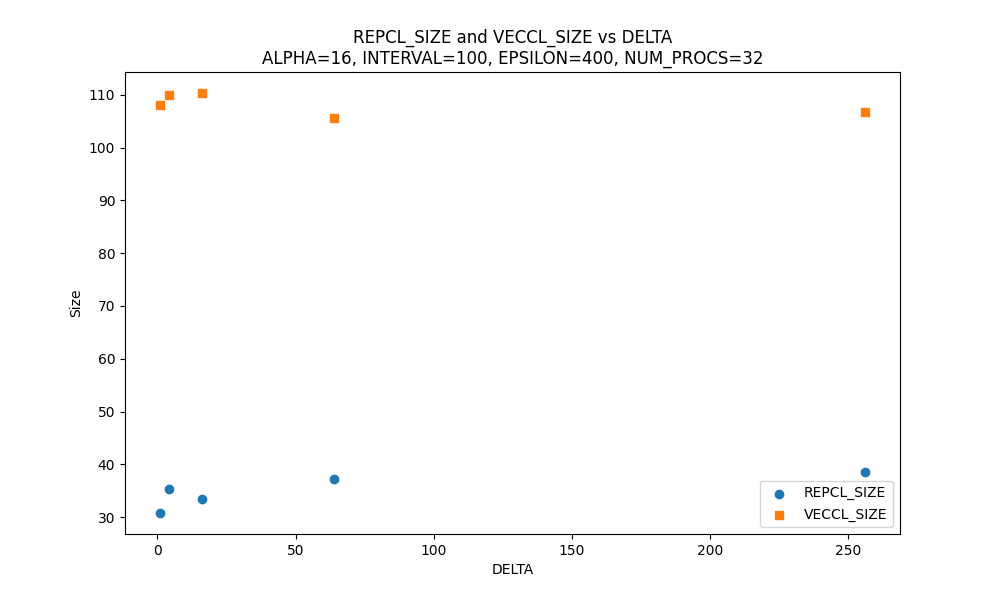 REPCL_SIZE and VECCL_SIZE vs DELTA
ALPHA=16, INTERVAL=100, EPSILON=400, NUM_PROCS=32
110
100
90
80
70
60
50
40
30
Size
REPCL_SIZE
VECCL_SIZE
0 50 100 150 200 250
DELTA